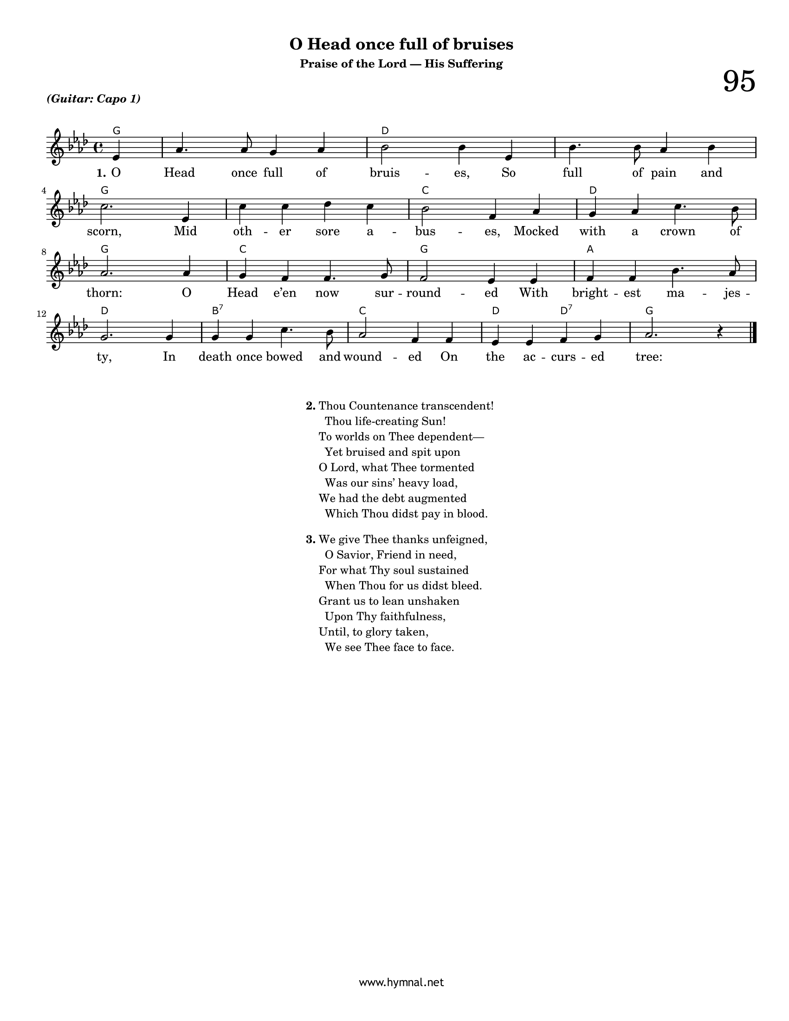 O Head once full of bruises
Praise of the Lord — His Suffering
95
(Guitar: Capo 1)
G D
1. O Head once full of bruis - es, So full of pain and
4 G C D
scorn, Mid oth - er sore a - bus - es, Mocked with a crown of
8 G C G A
thorn: O Head e'en now sur - round - ed With bright - est ma - jes -
12 D B7 C D D7 G
ty, In death once bowed and wound - ed On the ac - curs - ed tree:
2. Thou Countenance transcendent!
Thou life-creating Sun!
To worlds on Thee dependent—
Yet bruised and spit upon
O Lord, what Thee tormented
Was our sins' heavy load,
We had the debt augmented
Which Thou didst pay in blood.
3. We give Thee thanks unfeigned,
O Savior, Friend in need,
For what Thy soul sustained
When Thou for us didst bleed.
Grant us to lean unshaken
Upon Thy faithfulness,
Until, to glory taken,
We see Thee face to face.
www.hymnal.net